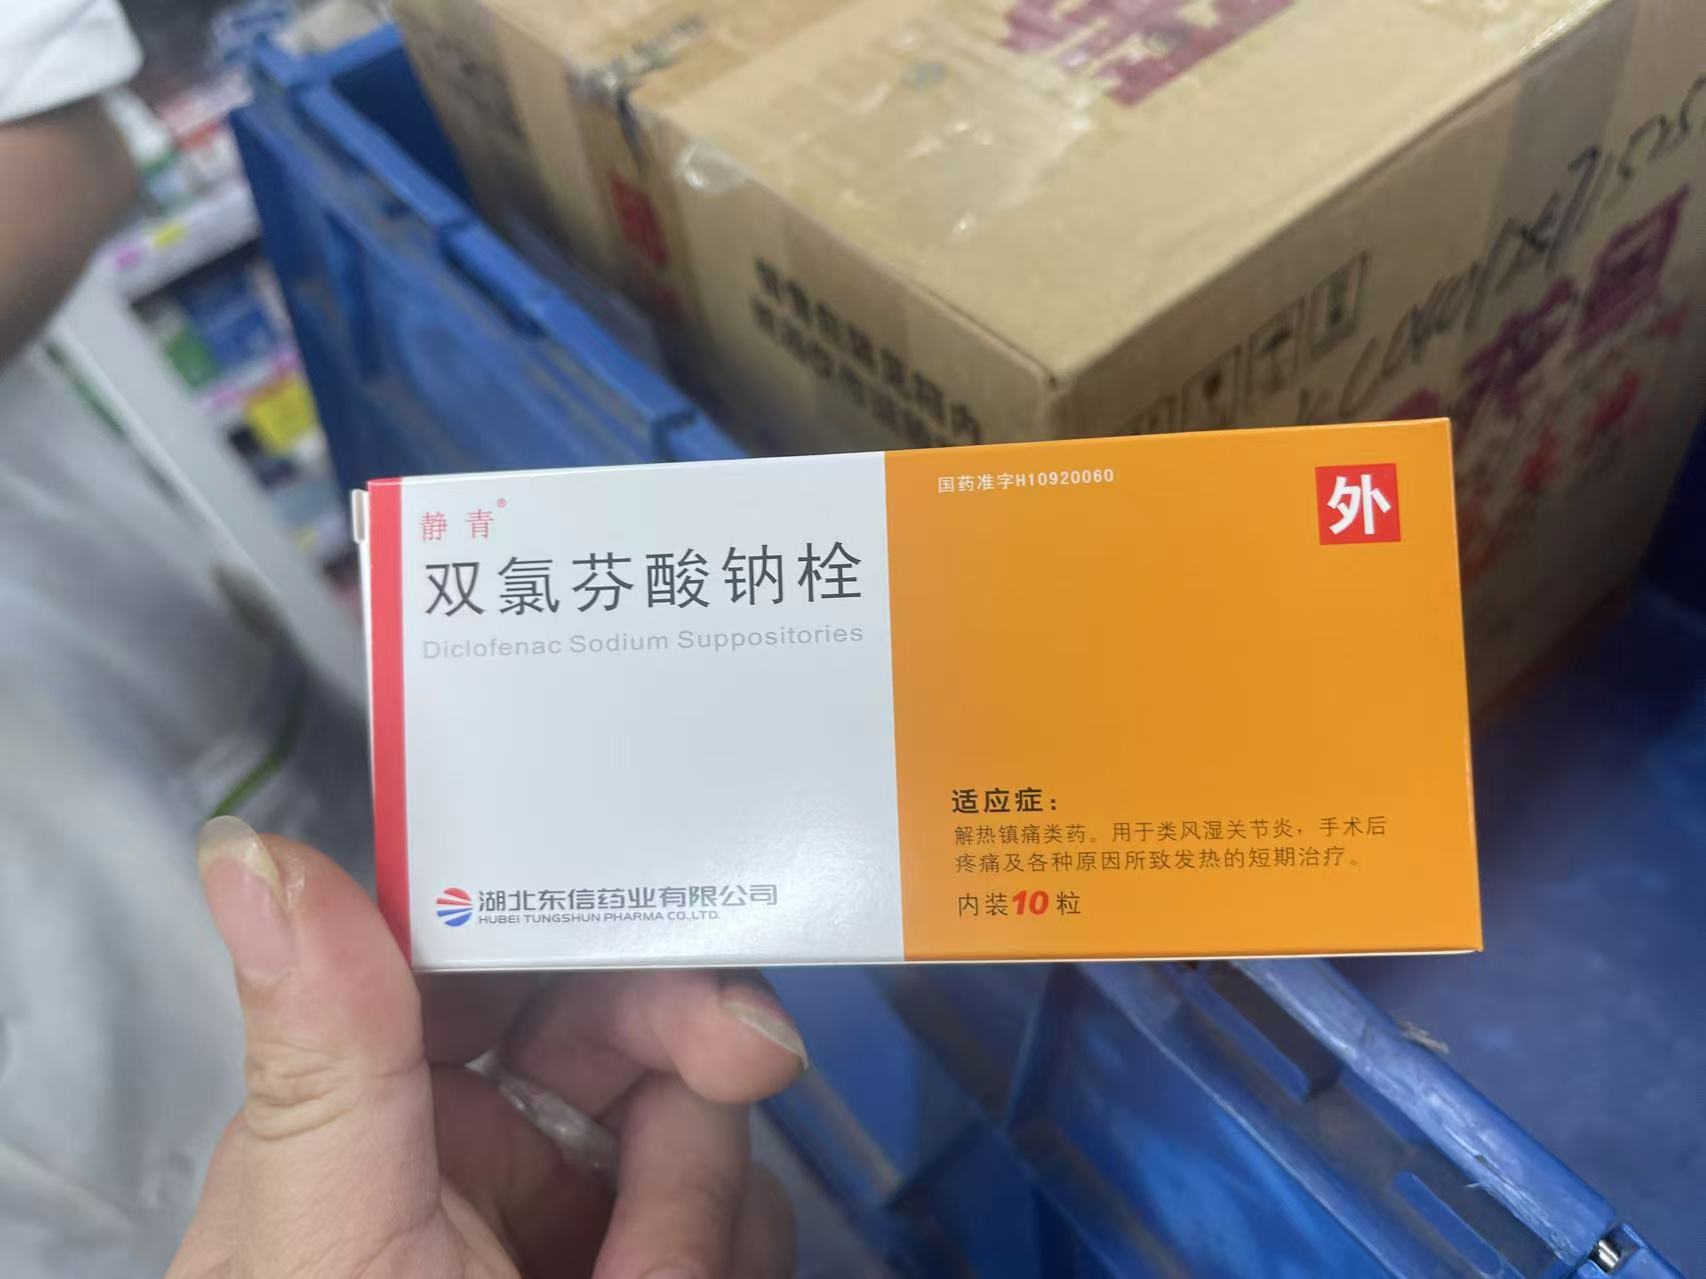 静青®
双氯芬酸钠栓
Diclofenac Sodium Suppositories
湖北东信药业有限公司
HUBEI TUNGSHUN PHARMA CO.,LTD.
国药准字H10920060
外
适应症：
解热镇痛类药。用于类风湿关节炎，手术后
疼痛及各种原因所致发热的短期治疗。
内装10粒